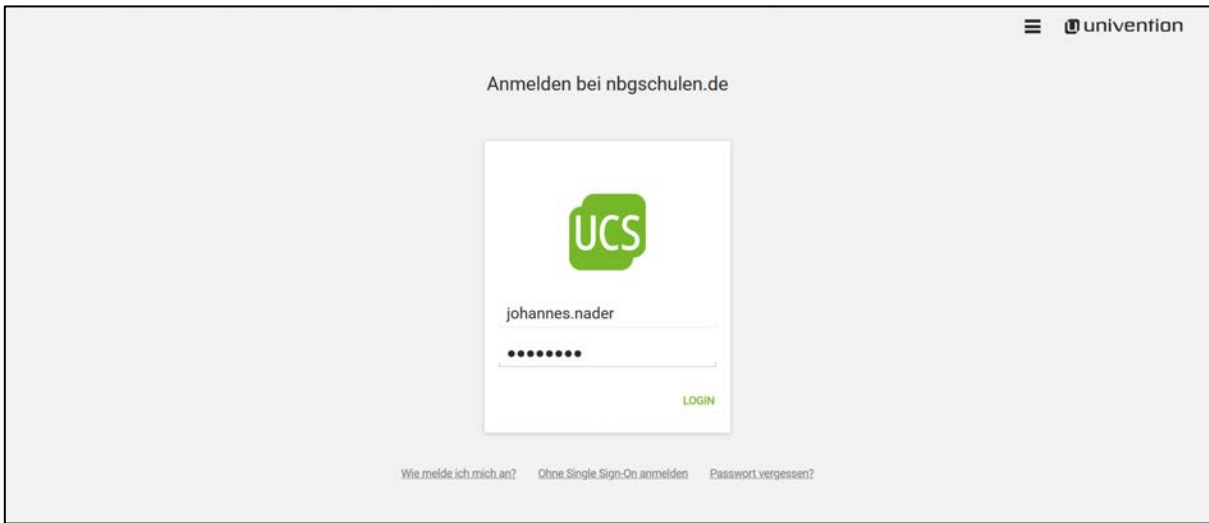 univention
Anmelden bei nbgschulen.de
UCS
johannes.nader
••••••••
LOGIN
Wie melde ich mich an? Ohne Single Sign-On anmelden Passwort vergessen?